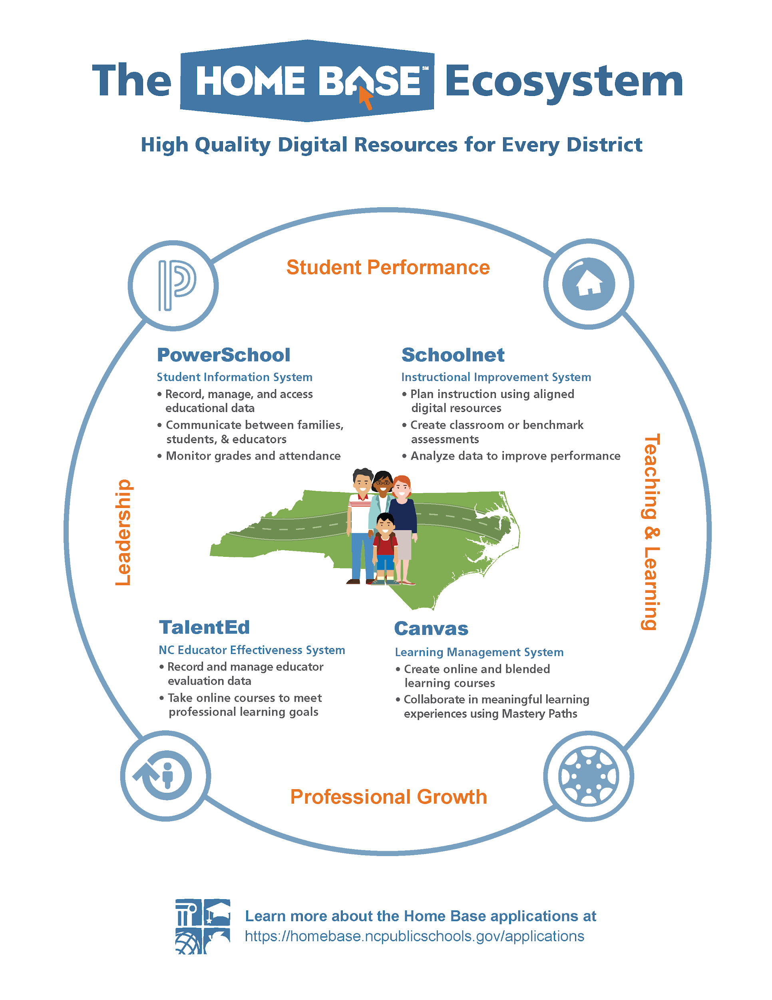 The HOME BASE℠ Ecosystem
High Quality Digital Resources for Every District
Student Performance
PowerSchool
Student Information System
• Record, manage, and access
educational data
• Communicate between families,
students, & educators
• Monitor grades and attendance
Schoolnet
Instructional Improvement System
• Plan instruction using aligned
digital resources
• Create classroom or benchmark
assessments
• Analyze data to improve performance
Leadership
Teaching & Learning
TalentEd
NC Educator Effectiveness System
• Record and manage educator
evaluation data
• Take online courses to meet
professional learning goals
Canvas
Learning Management System
• Create online and blended
learning courses
• Collaborate in meaningful learning
experiences using Mastery Paths
Professional Growth
Learn more about the Home Base applications at
https://homebase.ncpublicschools.gov/applications